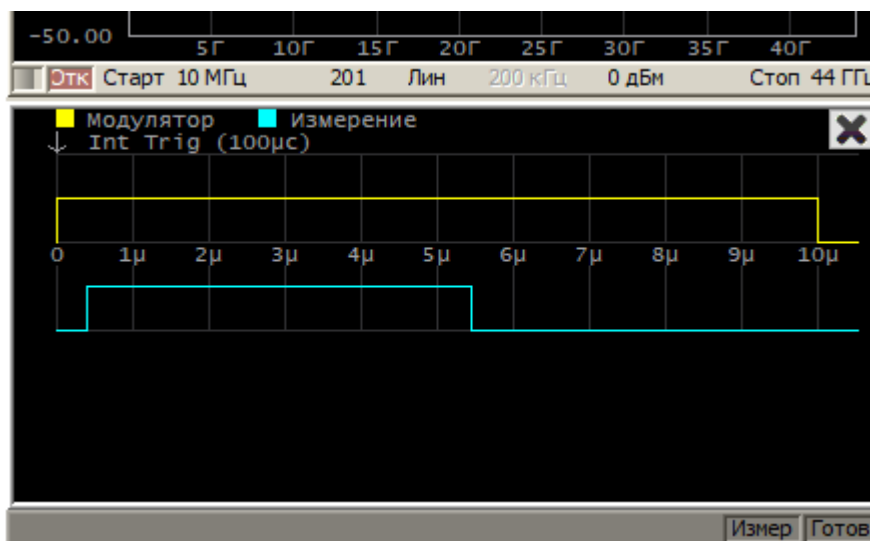 -50.00
5Г 10Г 15Г 20Г 25Г 30Г 35Г 40Г
Отк Старт 10 МГц 201 Лин 200 кГц 0 дБм Стоп 44 ГГц
Модулятор Измерение
Int Trig (100μс)
0 1μ 2μ 3μ 4μ 5μ 6μ 7μ 8μ 9μ 10μ
Измер Готов